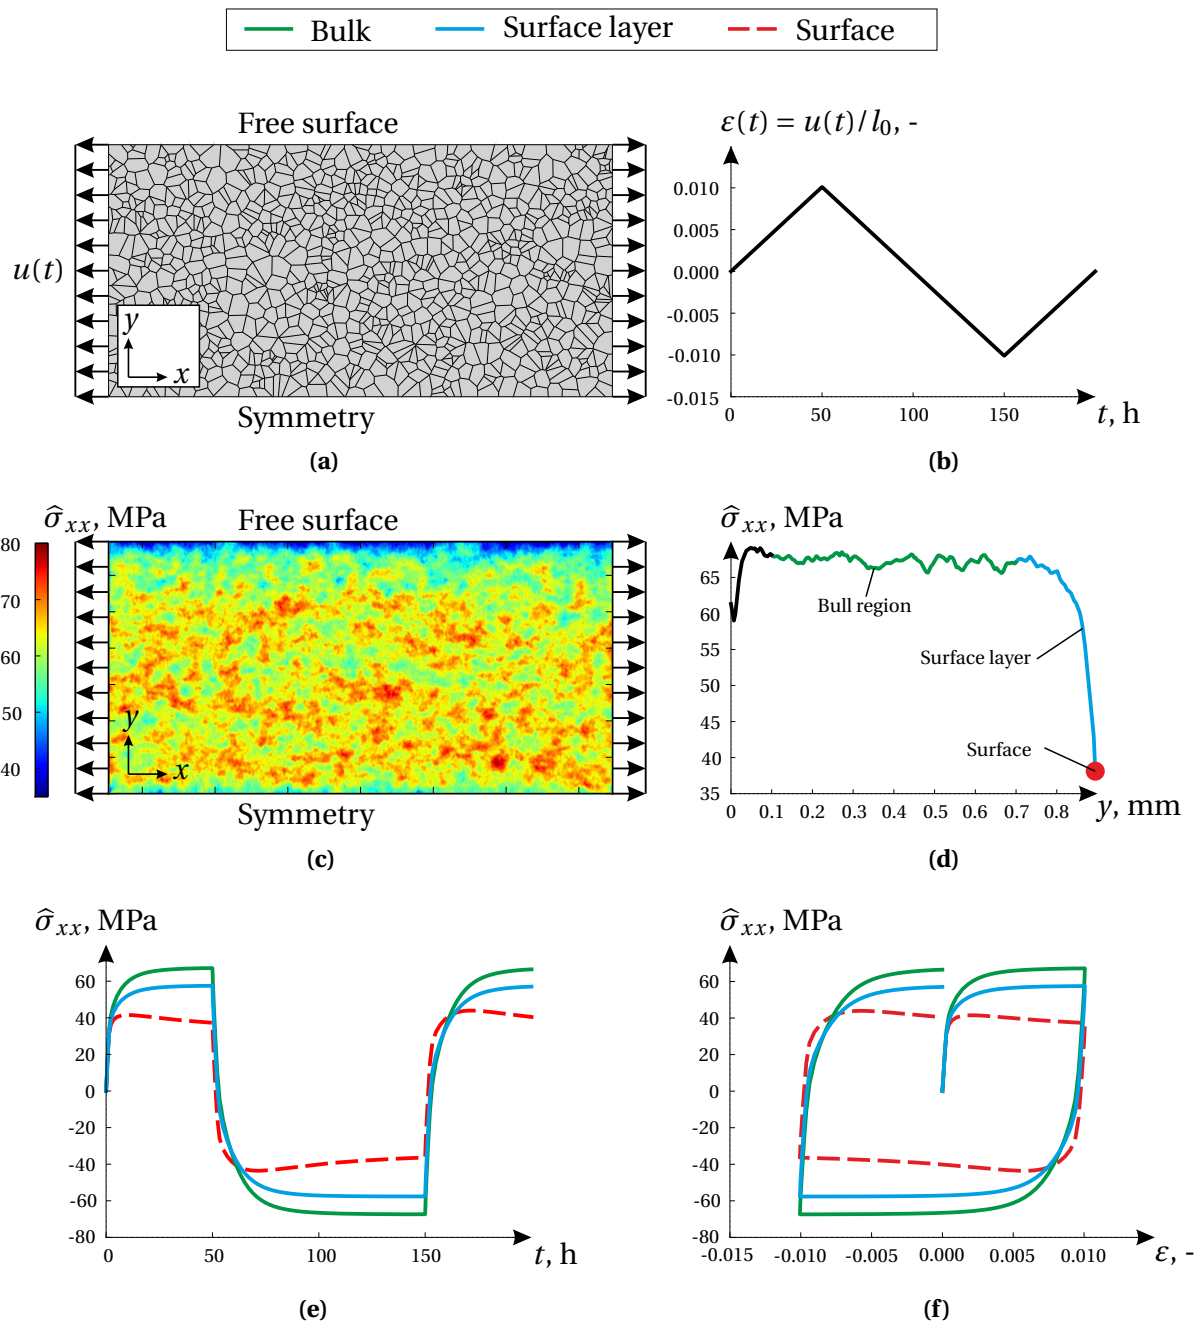 Bulk Surface layer Surface
Free surface
u(t)
y
x
Symmetry
(a)
ε(t) = u(t)/l₀, -
0.010
0.005
0.000
-0.005
-0.010
-0.015
0 50 100 150
t, h
(b)
σ̂xx, MPa
Free surface
80
70
60
50
40
y
x
Symmetry
(c)
σ̂xx, MPa
65
60
55
50
45
40
35
Bull region
Surface layer
Surface
0 0.1 0.2 0.3 0.4 0.5 0.6 0.7 0.8
y, mm
(d)
σ̂xx, MPa
60
40
20
0
-20
-40
-60
-80
0 50 100 150
t, h
(e)
σ̂xx, MPa
60
40
20
0
-20
-40
-60
-80
-0.015 -0.010 -0.005 0.000 0.005 0.010
ε, -
(f)